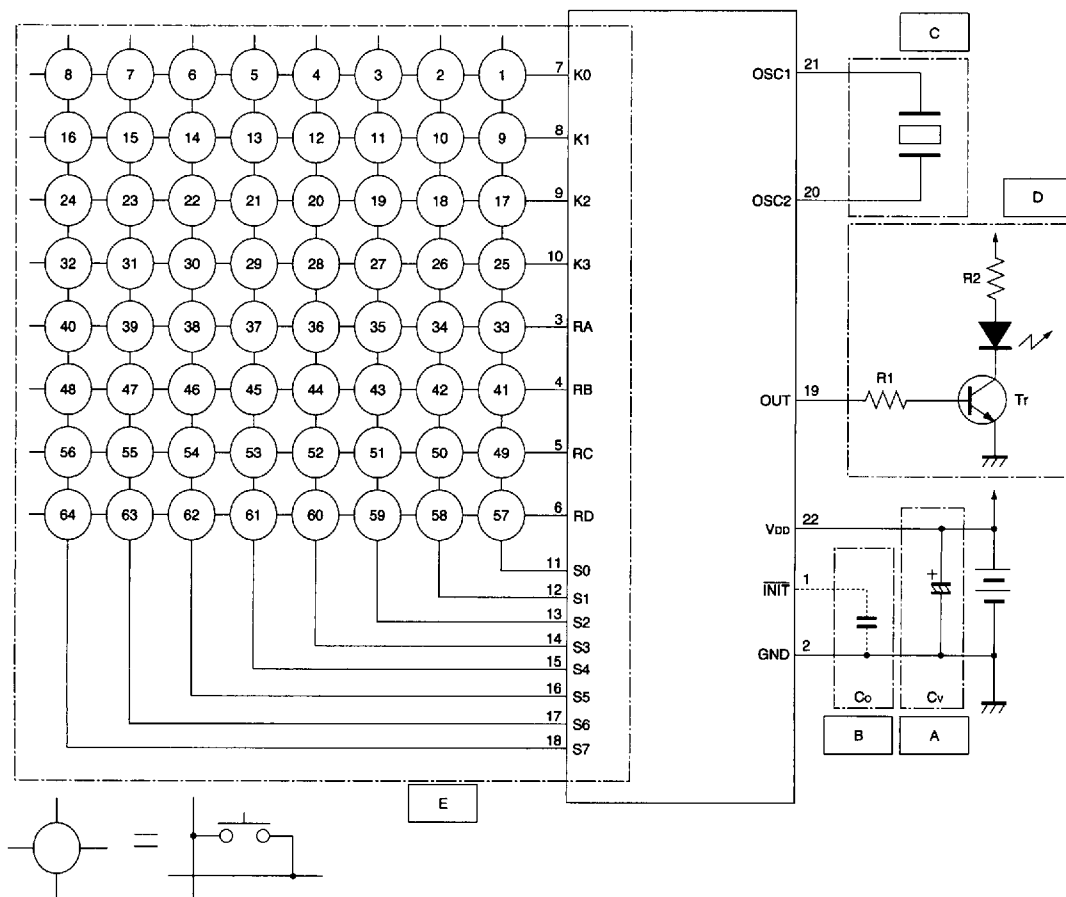 C
8 7 6 5 4 3 2 1 7 K0
OSC1 21
16 15 14 13 12 11 10 9 8 K1
24 23 22 21 20 19 18 17 9 K2
OSC2 20
D
32 31 30 29 28 27 26 25 10 K3
R2
40 39 38 37 36 35 34 33 3 RA
48 47 46 45 44 43 42 41 4 RB
OUT 19 R1 Tr
56 55 54 53 52 51 50 49 5 RC
64 63 62 61 60 59 58 57 6 RD
VDD 22
11 S0
12 S1
INIT 1 +
13 S2
14 S3
GND 2
15 S4
16 S5
Co Cv
17 S6
18 S7
B A
E